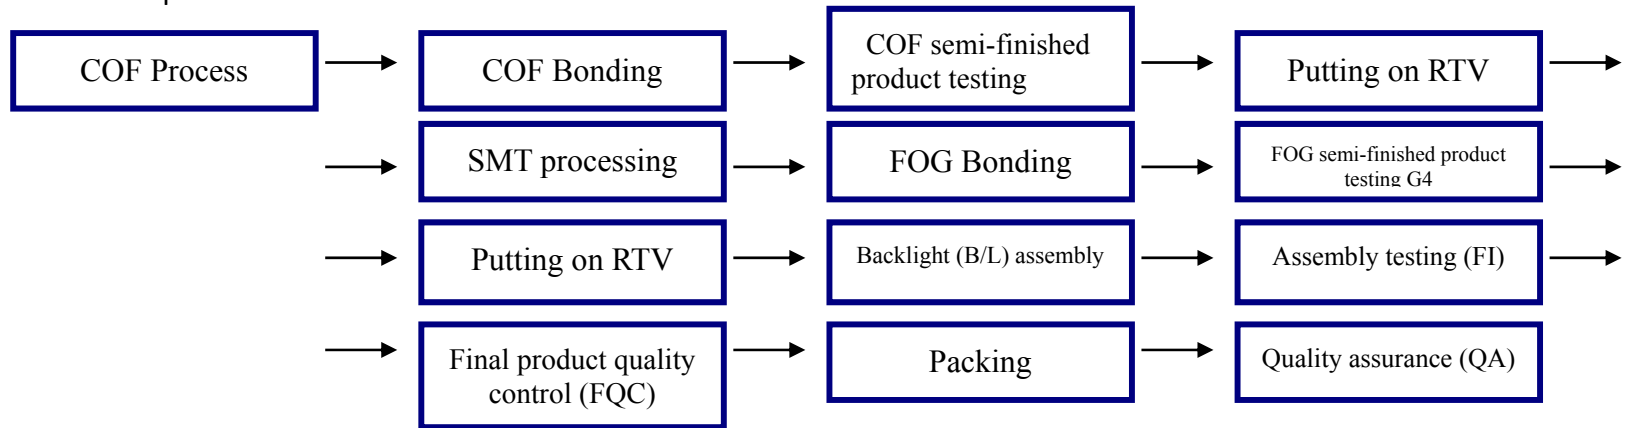 COF Process
COF Bonding
COF semi-finished
product testing
Putting on RTV
SMT processing
FOG Bonding
FOG semi-finished product
testing G4
Putting on RTV
Backlight (B/L) assembly
Assembly testing (FI)
Final product quality
control (FQC)
Packing
Quality assurance (QA)